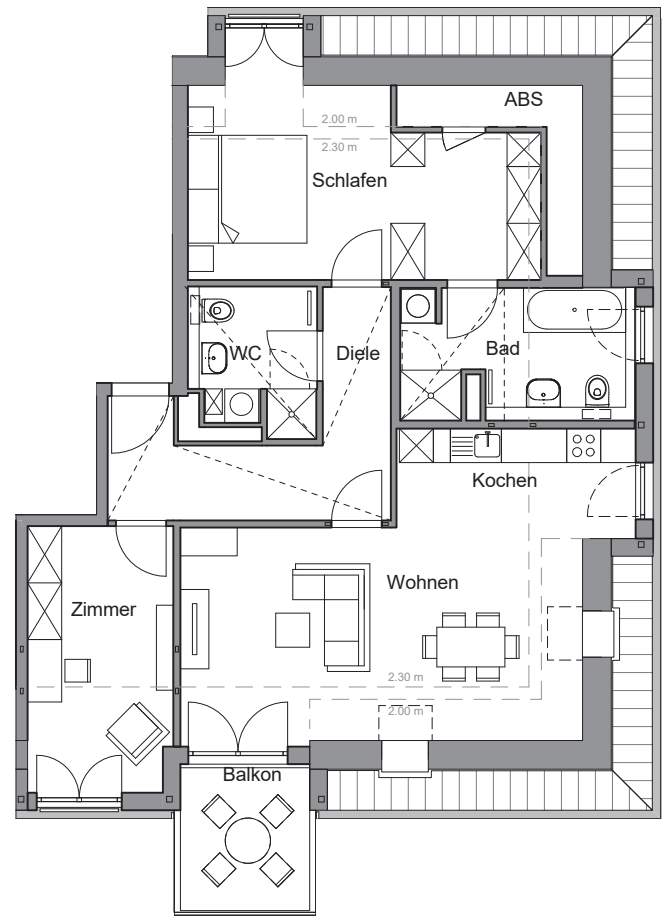 ABS
2.00 m
2.30 m
Schlafen
WC
Diele
Bad
Kochen
Wohnen
Zimmer
2.30 m
2.00 m
Balkon